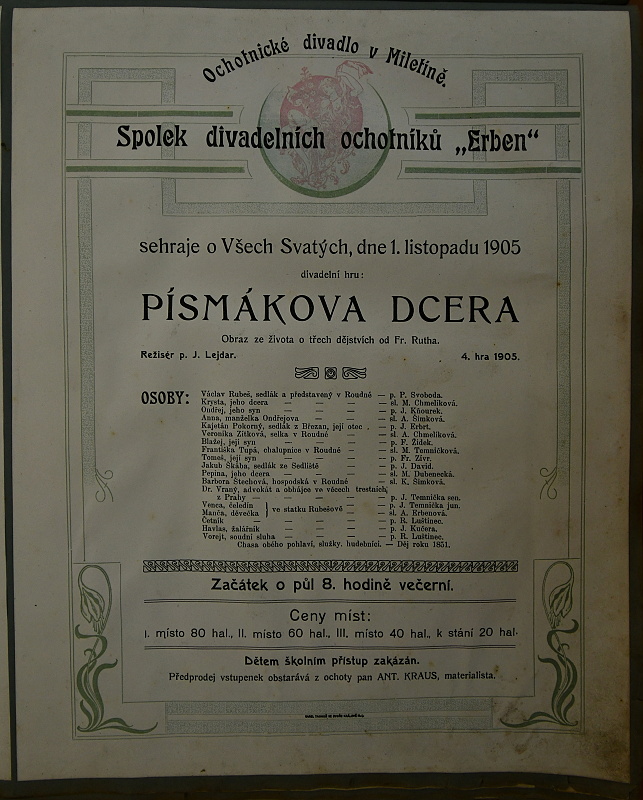 Ochotnické divadlo v Miletíně.
Spolek divadelních ochotníků „Erben“
sehraje o Všech Svatých, dne 1. listopadu 1905
divadelní hru:
PÍSMÁKOVA DCERA
Obraz ze života o třech dějstvích od Fr. Rutha.
Režisér p. J. Lejdar. 4. hra 1905.
OSOBY:
Václav Rubeš, sedlák a představený v Roudné — p. P. Svoboda.
Krysta, jeho dcera — — — — sl. M. Chmelíková.
Ondřej, jeho syn — — — — p. J. Kňourek.
Anna, manželka Ondřejova — — — sl. A. Šimková.
Kajetán Pokorný, sedlák z Březan, její otec — p. J. Erbrt.
Veronika Zítková, selka v Roudné — — sl. A. Chmelíková.
Blažej, její syn — — — — p. F. Žídek.
Františka Tupá, chalupnice v Roudné — — sl. M. Temníčková.
Tomeš, její syn — — — — p. Fr. Zivr.
Jakub Škába, sedlák ze Sedliště — — p. J. David.
Pepina, jeho dcera — — — — sl. M. Dubenecká.
Barbora Stechová, hospodská v Roudné — sl. K. Šimková.
Dr. Vraný, advokát a obhájce ve věcech trestních,
z Prahy — — — — — p. J. Temnička sen.
Venca, čeledín — } ve statku Rubešově — p. J. Temnička jun.
Manča, děvečka — sl. A. Erbenová.
Četník — — — — — p. R. Luštinec.
Havlas, žalářník — — — — p. J. Kučera.
Vorejt, soudní sluha — — — — p. R. Luštinec.
Chasa obého pohlaví, služky, hudebníci. — Děj roku 1851.
Začátek o půl 8. hodině večerní.
Ceny míst:
I. místo 80 hal., II. místo 60 hal., III. místo 40 hal., k stání 20 hal.
Dětem školním přístup zakázán.
Předprodej vstupenek obstarává z ochoty pan ANT. KRAUS, materialista.